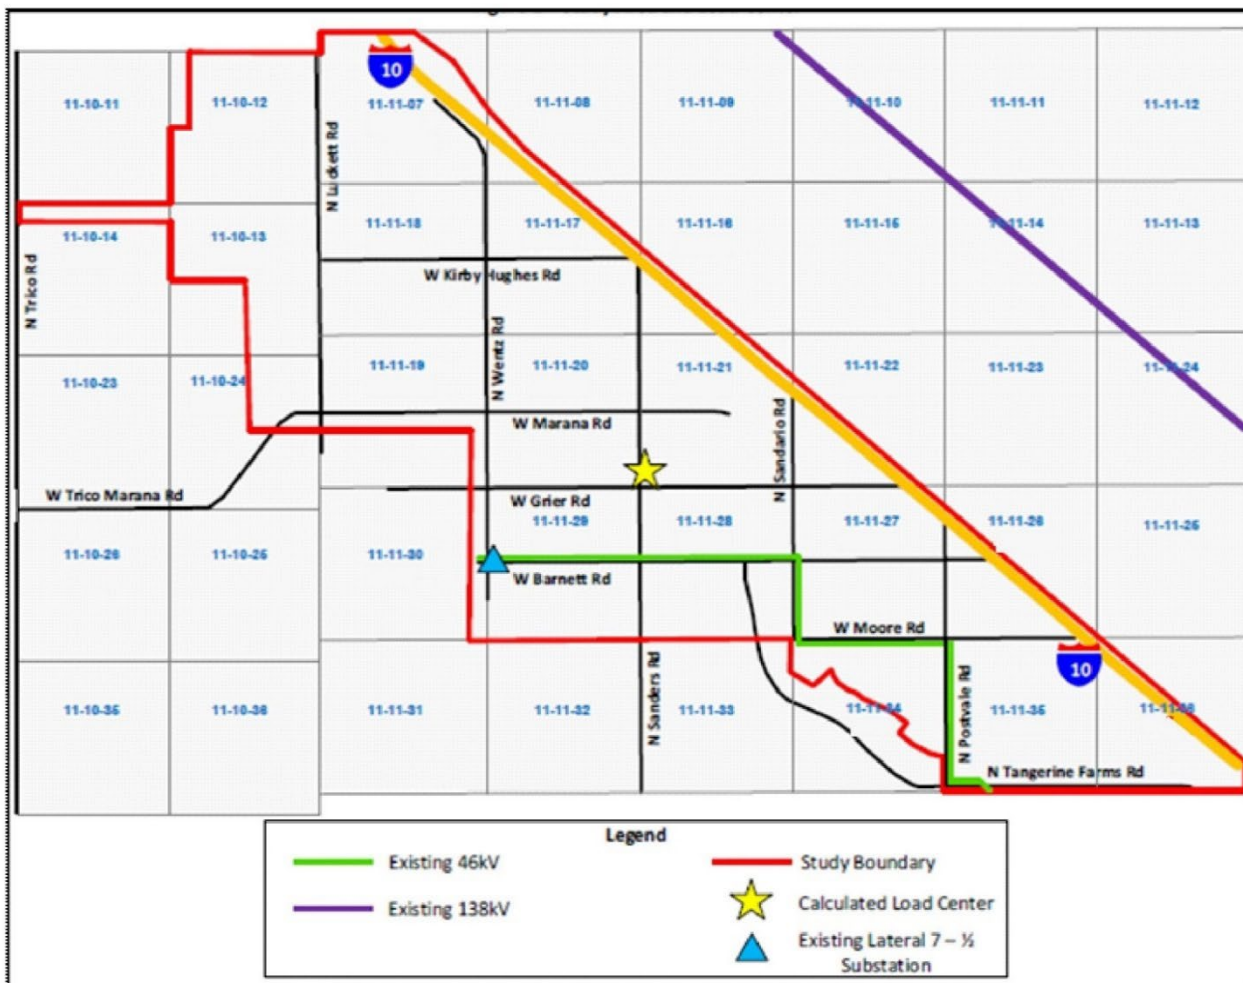 10
11-10-11
11-10-12
11-11-07
11-11-08
11-11-09
11-11-10
11-11-11
11-11-12
N Luckett Rd
11-10-14
11-10-13
11-11-18
11-11-17
11-11-16
11-11-15
11-11-14
11-11-13
N Trico Rd
W Kirby Hughes Rd
N Wentz Rd
11-10-23
11-10-24
11-11-19
11-11-20
11-11-21
11-11-22
11-11-23
11-11-24
W Marana Rd
N Sandario Rd
W Trico Marana Rd
W Grier Rd
11-10-26
11-10-25
11-11-30
11-11-29
11-11-28
11-11-27
11-11-26
11-11-25
W Barnett Rd
W Moore Rd
10
11-10-35
11-10-36
11-11-31
11-11-32
N Sanders Rd
11-11-33
11-11-34
N Postvale Rd
11-11-35
11-11-36
N Tangerine Farms Rd
Legend
Existing 46kV
Study Boundary
Existing 138kV
Calculated Load Center
Existing Lateral 7 – ½
Substation